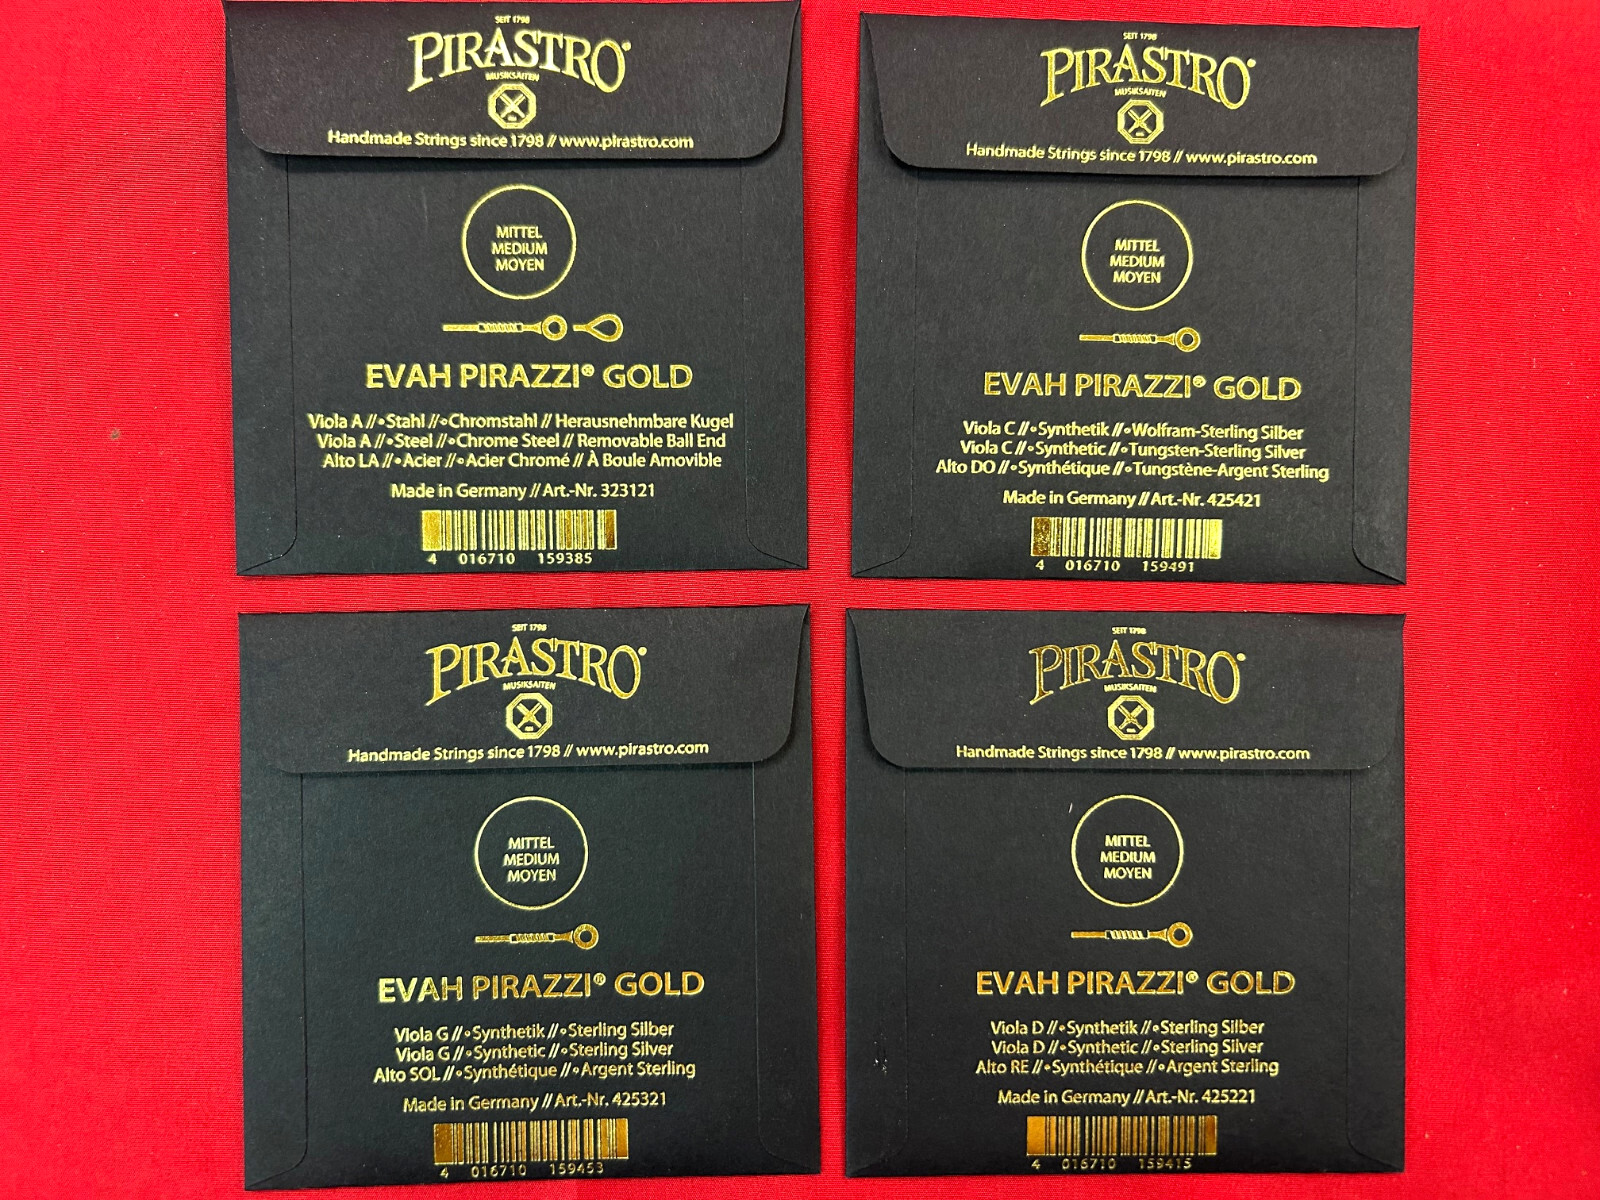 SEIT 1798
PIRASTRO
MUSIKSAITEN
Handmade Strings since 1798 // www.pirastro.com
MITTEL
MEDIUM
MOYEN
EVAH PIRAZZI® GOLD
Viola A // Stahl // Chromstahl // Herausnehmbare Kugel
Viola A // Steel // Chrome Steel // Removable Ball End
Alto LA // Acier // Acier Chromé // À Boule Amovible
Made in Germany // Art.-Nr. 323121
4 016710 159385
SEIT 1798
PIRASTRO
MUSIKSAITEN
Handmade Strings since 1798 // www.pirastro.com
MITTEL
MEDIUM
MOYEN
EVAH PIRAZZI® GOLD
Viola C // Synthetik // Wolfram-Sterling Silber
Viola C // Synthetic // Tungsten-Sterling Silver
Alto DO // Synthétique // Tungstène-Argent Sterling
Made in Germany // Art.-Nr. 425421
4 016710 159491
SEIT 1798
PIRASTRO
MUSIKSAITEN
Handmade Strings since 1798 // www.pirastro.com
MITTEL
MEDIUM
MOYEN
EVAH PIRAZZI® GOLD
Viola G // Synthetik // Sterling Silber
Viola G // Synthetic // Sterling Silver
Alto SOL // Synthétique // Argent Sterling
Made in Germany // Art.-Nr. 425321
4 016710 159453
SEIT 1798
PIRASTRO
MUSIKSAITEN
Handmade Strings since 1798 // www.pirastro.com
MITTEL
MEDIUM
MOYEN
EVAH PIRAZZI® GOLD
Viola D // Synthetik // Sterling Silber
Viola D // Synthetic // Sterling Silver
Alto RE // Synthétique // Argent Sterling
Made in Germany // Art.-Nr. 425221
4 016710 159415